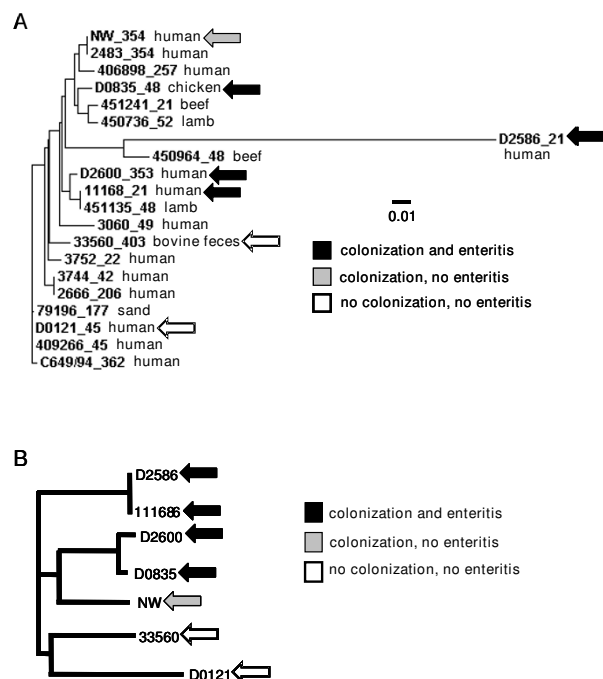 A
NW_354 human
2483_354 human
406898_257 human
D0835_48 chicken
451241_21 beef
450736_52 lamb
D2586_21
human
450964_48 beef
D2600_353 human
11168_21 human
451135_48 lamb
0.01
3060_49 human
33560_403 bovine feces
colonization and enteritis
3752_22 human
3744_42 human
colonization, no enteritis
2666_206 human
no colonization, no enteritis
79196_177 sand
D0121_45 human
409266_45 human
C649/94_362 human
B
D2586
111686
colonization and enteritis
D2600
colonization, no enteritis
D0835
no colonization, no enteritis
NW
33560
D0121